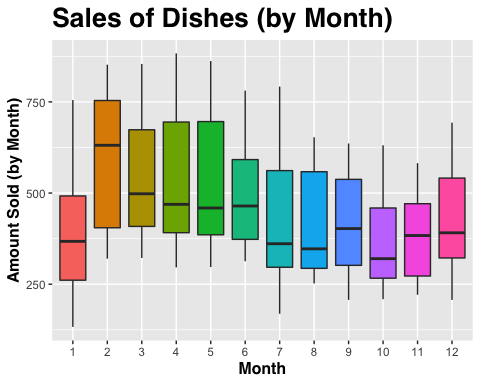 Sales of Dishes (by Month)
Amount Sold (by Month)
750
500
250
1 2 3 4 5 6 7 8 9 10 11 12
Month